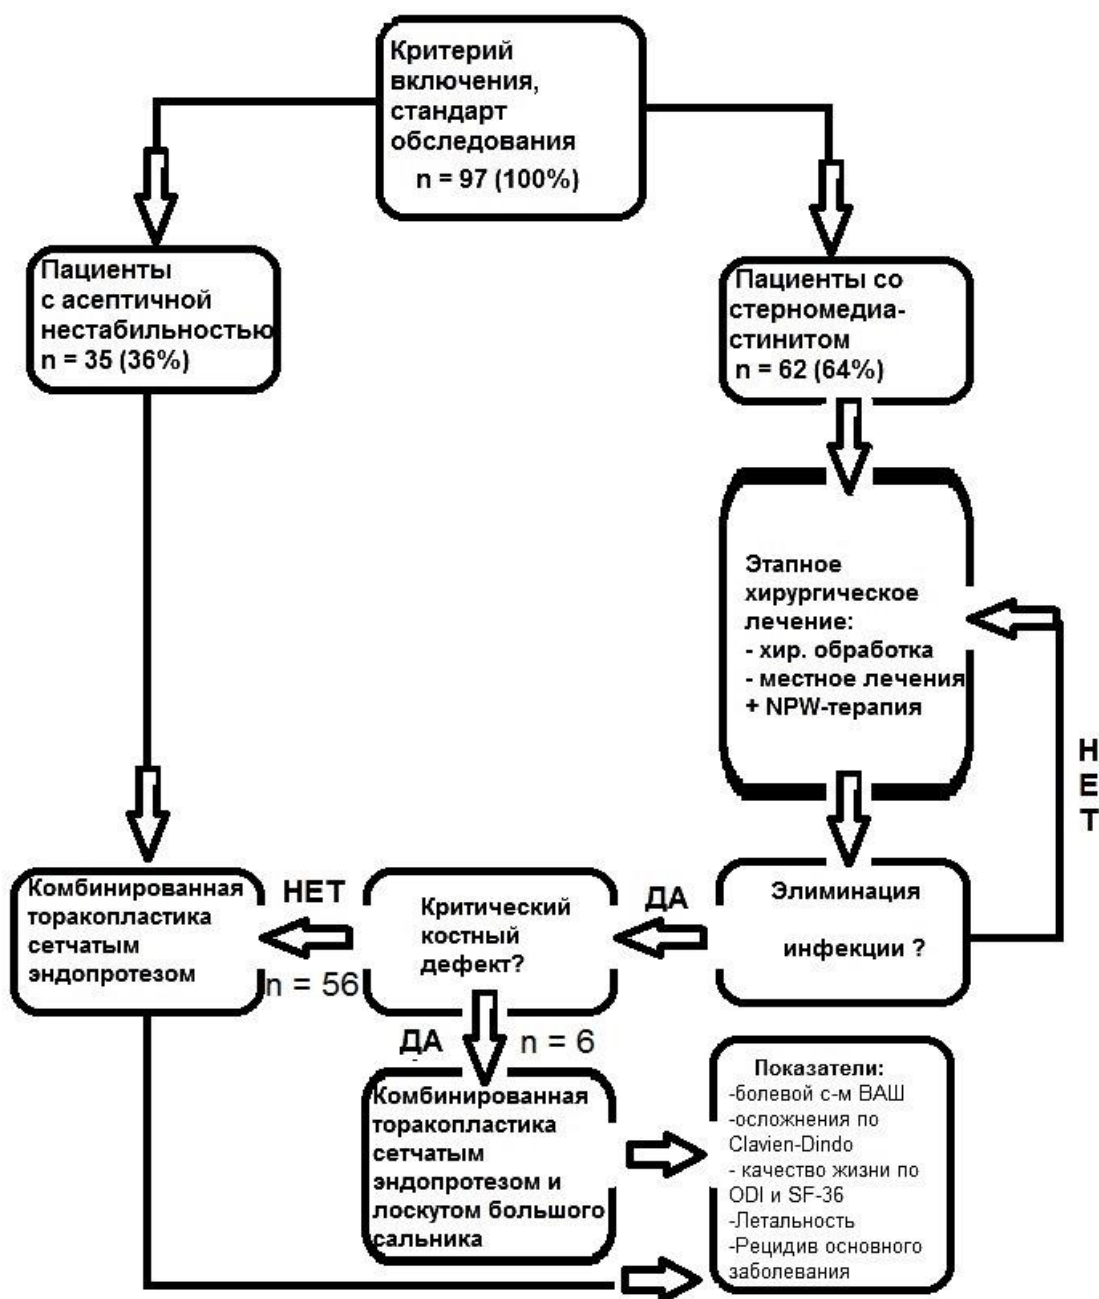 Критерий
включения,
стандарт
обследования
n = 97 (100%)
Пациенты
с асептичной
нестабильностью
n = 35 (36%)
Пациенты со
стерномедиа-
стинитом
n = 62 (64%)
Этапное
хирургическое
лечение:
- хир. обработка
- местное лечения
+ NPW-терапия
НЕТ
Элиминация
инфекции ?
ДА
Критический
костный
дефект?
НЕТ
n = 56
Комбинированная
торакопластика
сетчатым
эндопротезом
ДА
n = 6
Комбинированная
торакопластика
сетчатым
эндопротезом и
лоскутом большого
сальника
Показатели:
-болевой с-м ВАШ
-осложнения по
Clavien-Dindo
- качество жизни по
ODI и SF-36
-Летальность
-Рецидив основного
заболевания